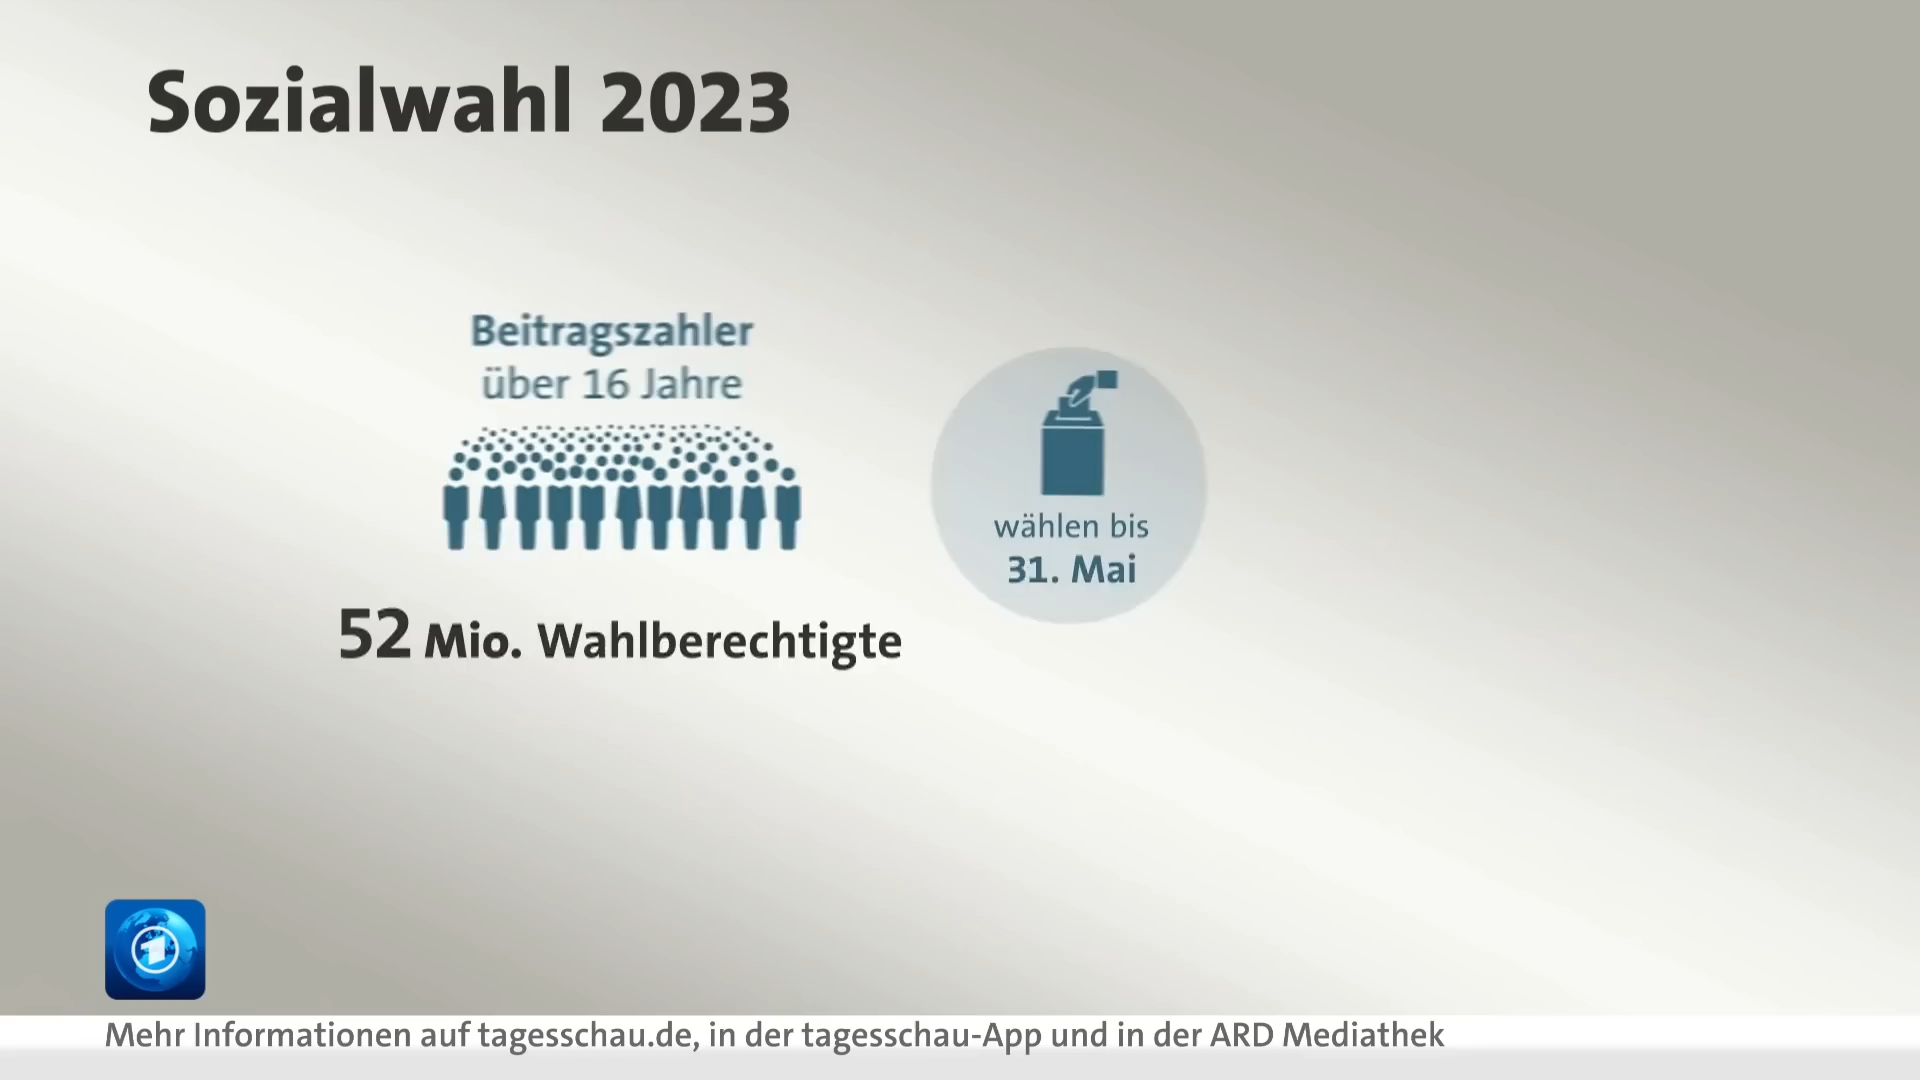 Sozialwahl 2023
Beitragszahler
über 16 Jahre
wählen bis
31. Mai
52 Mio. Wahlberechtigte
1
Mehr Informationen auf tagesschau.de, in der tagesschau-App und in der ARD Mediathek